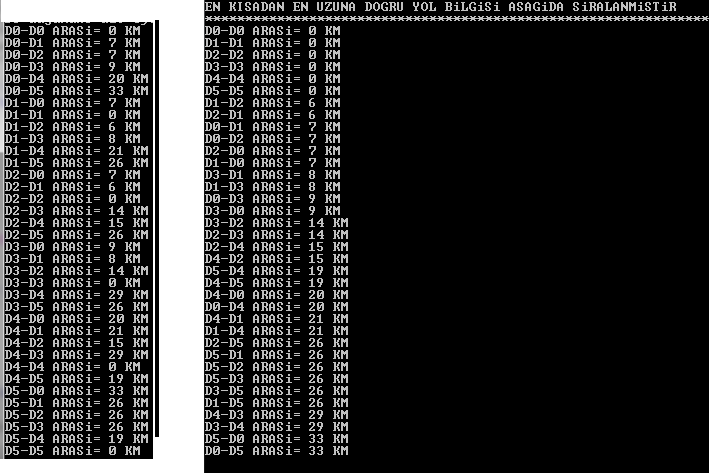 D0-D0 ARASi= 0 KM
D0-D1 ARASi= 7 KM
D0-D2 ARASi= 7 KM
D0-D3 ARASi= 9 KM
D0-D4 ARASi= 20 KM
D0-D5 ARASi= 33 KM
D1-D0 ARASi= 7 KM
D1-D1 ARASi= 0 KM
D1-D2 ARASi= 6 KM
D1-D3 ARASi= 8 KM
D1-D4 ARASi= 21 KM
D1-D5 ARASi= 26 KM
D2-D0 ARASi= 7 KM
D2-D1 ARASi= 6 KM
D2-D2 ARASi= 0 KM
D2-D3 ARASi= 14 KM
D2-D4 ARASi= 15 KM
D2-D5 ARASi= 26 KM
D3-D0 ARASi= 9 KM
D3-D1 ARASi= 8 KM
D3-D2 ARASi= 14 KM
D3-D3 ARASi= 0 KM
D3-D4 ARASi= 29 KM
D3-D5 ARASi= 26 KM
D4-D0 ARASi= 20 KM
D4-D1 ARASi= 21 KM
D4-D2 ARASi= 15 KM
D4-D3 ARASi= 29 KM
D4-D4 ARASi= 0 KM
D4-D5 ARASi= 19 KM
D5-D0 ARASi= 33 KM
D5-D1 ARASi= 26 KM
D5-D2 ARASi= 26 KM
D5-D3 ARASi= 26 KM
D5-D4 ARASi= 19 KM
D5-D5 ARASi= 0 KM
EN KISADAN EN UZUNA DOGRU YOL BiLGiSi ASAGiDA SiRALANMiSTiR
***************************************************************
D0-D0 ARASi= 0 KM
D1-D1 ARASi= 0 KM
D2-D2 ARASi= 0 KM
D3-D3 ARASi= 0 KM
D4-D4 ARASi= 0 KM
D5-D5 ARASi= 0 KM
D1-D2 ARASi= 6 KM
D2-D1 ARASi= 6 KM
D0-D1 ARASi= 7 KM
D0-D2 ARASi= 7 KM
D2-D0 ARASi= 7 KM
D1-D0 ARASi= 7 KM
D3-D1 ARASi= 8 KM
D1-D3 ARASi= 8 KM
D0-D3 ARASi= 9 KM
D3-D0 ARASi= 9 KM
D3-D2 ARASi= 14 KM
D2-D3 ARASi= 14 KM
D2-D4 ARASi= 15 KM
D4-D2 ARASi= 15 KM
D5-D4 ARASi= 19 KM
D4-D5 ARASi= 19 KM
D4-D0 ARASi= 20 KM
D0-D4 ARASi= 20 KM
D4-D1 ARASi= 21 KM
D1-D4 ARASi= 21 KM
D2-D5 ARASi= 26 KM
D5-D1 ARASi= 26 KM
D5-D2 ARASi= 26 KM
D5-D3 ARASi= 26 KM
D3-D5 ARASi= 26 KM
D1-D5 ARASi= 26 KM
D4-D3 ARASi= 29 KM
D3-D4 ARASi= 29 KM
D5-D0 ARASi= 33 KM
D0-D5 ARASi= 33 KM